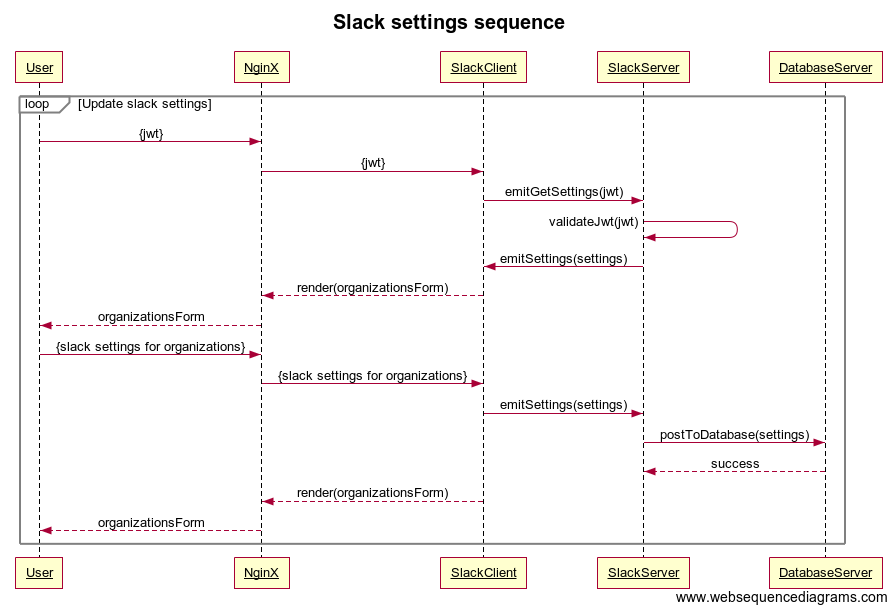 Slack settings sequence
User NginX SlackClient SlackServer DatabaseServer
loop [Update slack settings]
{jwt}
{jwt}
emitGetSettings(jwt)
validateJwt(jwt)
emitSettings(settings)
render(organizationsForm)
organizationsForm
{slack settings for organizations}
{slack settings for organizations}
emitSettings(settings)
postToDatabase(settings)
success
render(organizationsForm)
organizationsForm
User NginX SlackClient SlackServer DatabaseServer
www.websequencediagrams.com